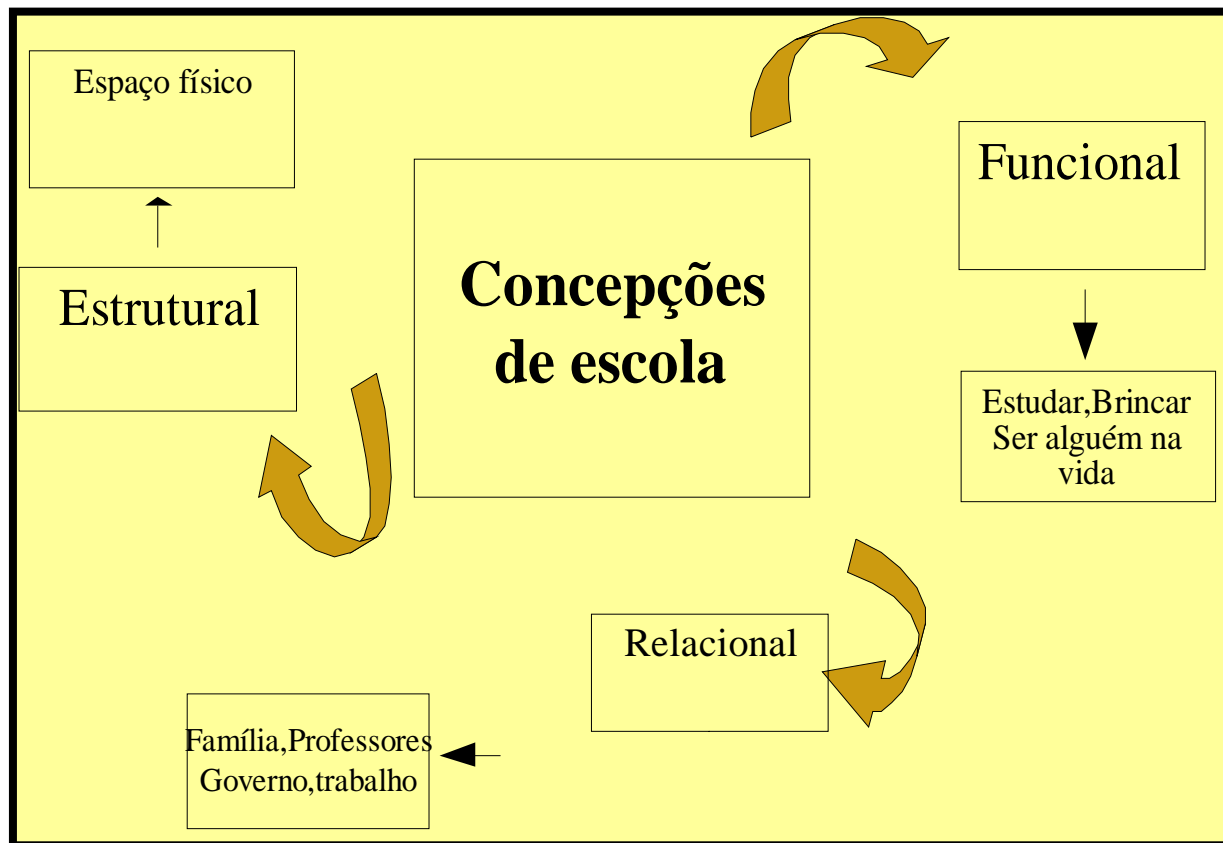 Espaço físico
Estrutural
Concepções
de escola
Funcional
Estudar,Brincar
Ser alguém na
vida
Relacional
Família,Professores
Governo,trabalho